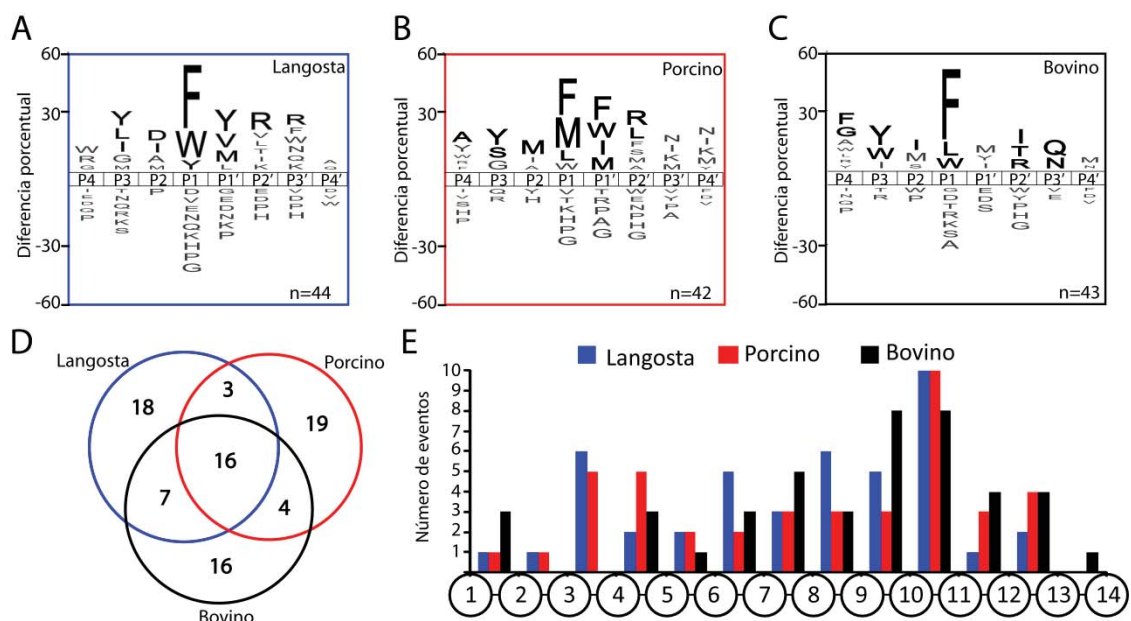 A
60
30
-30
-60
Diferencia porcentual
Langosta
Y
L
I
G
D
I
A
F
W
Y
Y
V
M
R
R
P4 P3 P2 P1 P1' P2' P3' P4'
T
N
Q
R
K
S
P
D
V
E
N
Q
K
H
P
G
G
E
D
N
K
P
E
D
P
H
V
D
P
H
n=44
B
60
30
-30
-60
Diferencia porcentual
Porcino
A
Y
S
G
M
F
M
L
W
F
W
I
M
R
L
F
S
M
A
N
I
K
M
N
I
K
M
P4 P3 P2 P1 P1' P2' P3' P4'
I
V
H
P
Q
R
Y
H
V
T
K
H
P
G
T
R
P
A
G
W
E
N
P
H
G
V
Y
P
A
F
D
V
n=42
C
60
30
-30
-60
Diferencia porcentual
Bovino
F
G
Y
W
I
M
S
F
L
W
M
Y
I
I
T
R
Q
N
P4 P3 P2 P1 P1' P2' P3' P4'
T
R
W
P
D
T
R
K
S
A
E
D
S
W
Y
P
H
G
V
E
F
D
V
n=43
D
Langosta
Porcino
3
18
19
16
7
4
16
Bovino
E
Langosta
Porcino
Bovino
Número de eventos
10
9
8
7
6
5
4
3
2
1
1 2 3 4 5 6 7 8 9 10 11 12 13 14